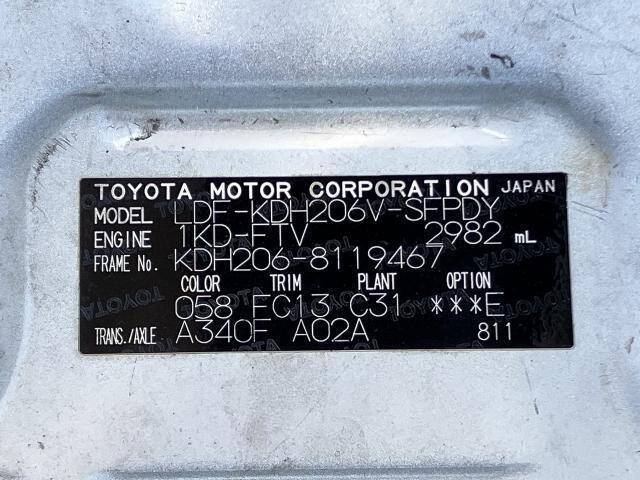 TOYOTA MOTOR CORPORATION JAPAN
MODEL LDF-KDH206V-SFPDY
ENGINE 1KD-FTV 2982 mL
FRAME No. KDH206-8119467
COLOR TRIM PLANT OPTION
058 FC13 C31 ***E
TRANS./AXLE A340F A02A 811